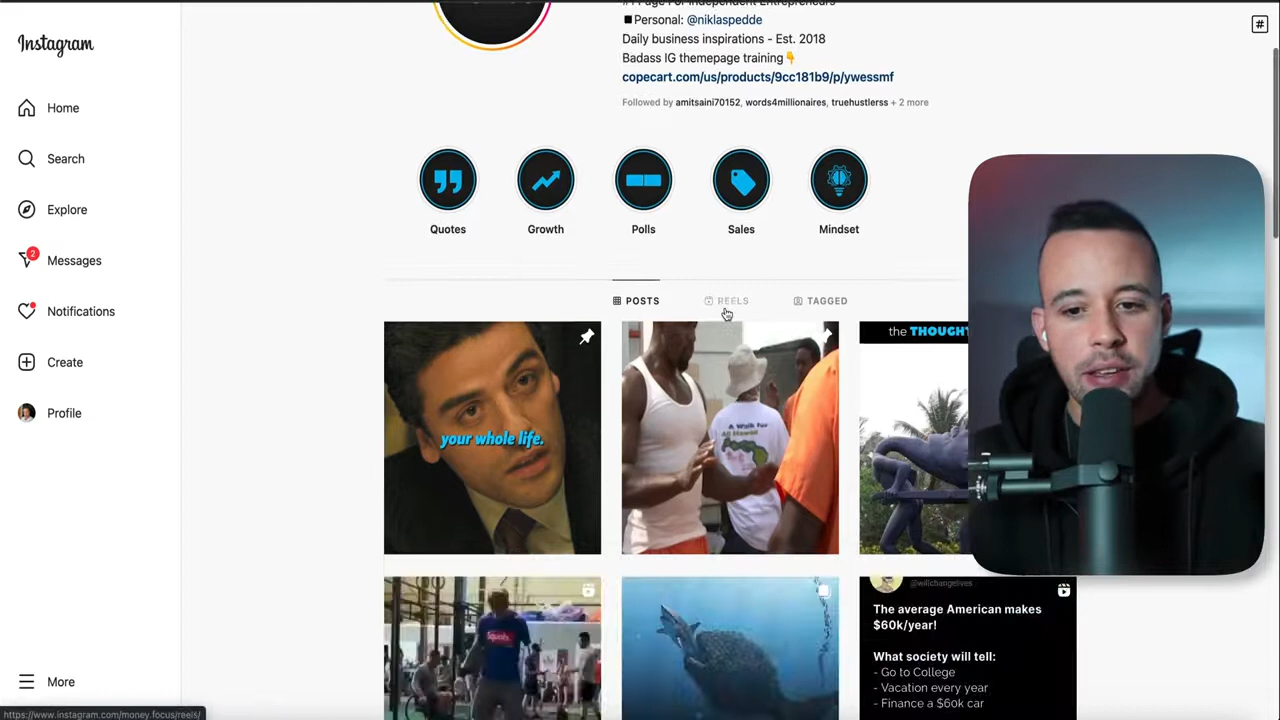 Instagram
Home
Search
Explore
2
Messages
Notifications
Create
Profile
More
#1 Page For Independent Entrepreneurs
Personal: @niklaspedde
Daily business inspirations - Est. 2018
Badass IG themepage training👇
copecart.com/us/products/9cc181b9/p/ywessmf
Followed by amitsaini70152, words4millionaires, truehustlerss + 2 more
#
Quotes
Growth
Polls
Sales
Mindset
POSTS
REELS
TAGGED
your whole life.
A Walk for
the THOUGHT
Squats
@willchangelives
The average American makes
$60k/year!
What society will tell:
- Go to College
- Vacation every year
- Finance a $60k car
https://www.instagram.com/money.focus/reels/